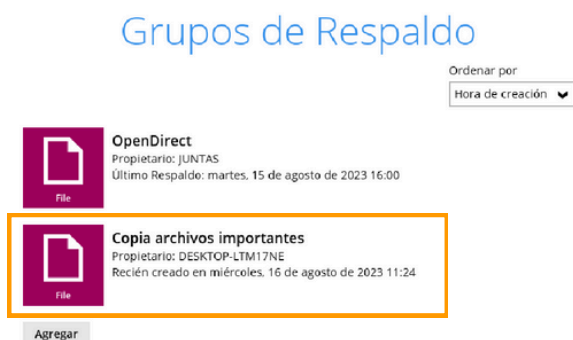 Grupos de Respaldo
Ordenar por
Hora de creación
OpenDirect
Propietario: JUNTAS
Último Respaldo: martes, 15 de agosto de 2023 16:00
File
Copia archivos importantes
Propietario: DESKTOP-LTM17NE
Recién creado en miércoles, 16 de agosto de 2023 11:24
File
Agregar